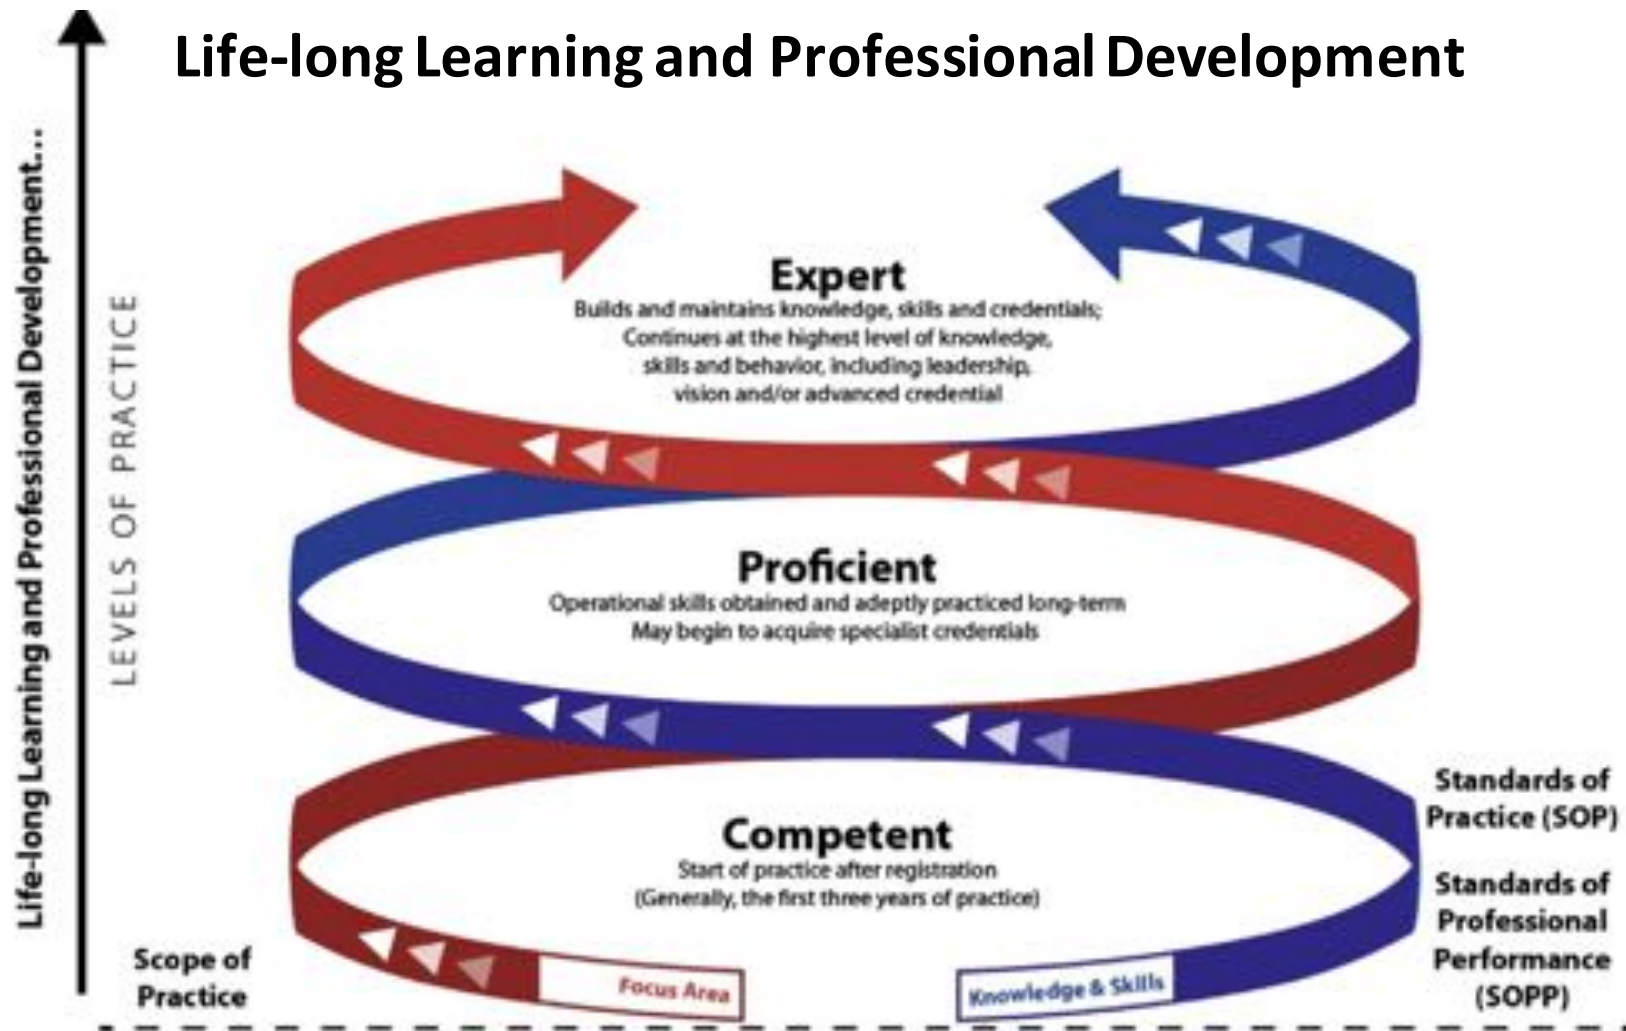 Life-long Learning and Professional Development
Life-long Learning and Professional Development...
LEVELS OF PRACTICE
Expert
Builds and maintains knowledge, skills and credentials;
Continues at the highest level of knowledge,
skills and behavior, including leadership,
vision and/or advanced credential
Proficient
Operational skills obtained and adeptly practiced long-term
May begin to acquire specialist credentials
Competent
Start of practice after registration
(Generally, the first three years of practice)
Standards of
Practice (SOP)
Standards of
Professional
Performance
(SOPP)
Scope of
Practice
Focus Area
Knowledge & Skills